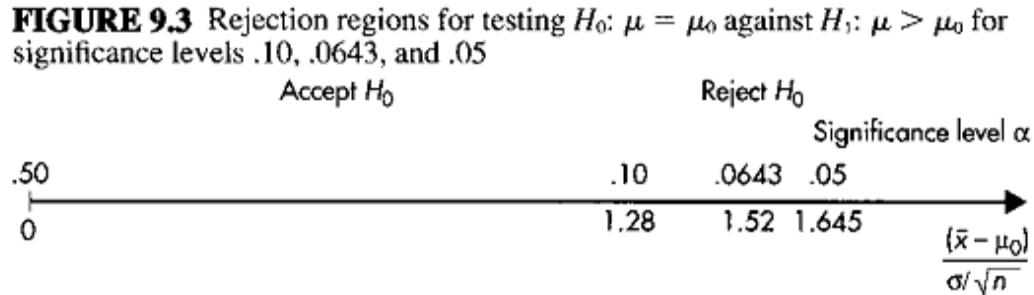 FIGURE 9.3 Rejection regions for testing H₀: μ = μ₀ against H₁: μ > μ₀ for
significance levels .10, .0643, and .05
Accept H₀ Reject H₀
Significance level α
.50 .10 .0643 .05
0 1.28 1.52 1.645
(x̄ − μ₀)
σ/√n